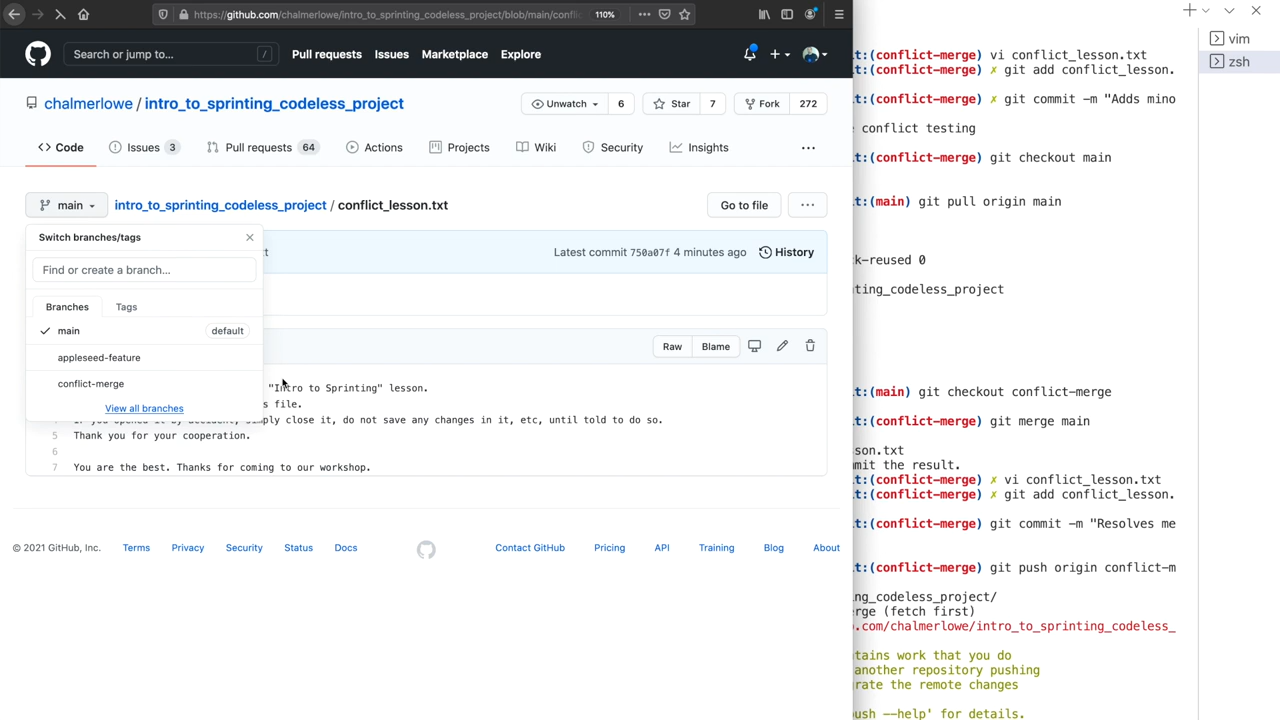 https://github.com/chalmerlowe/intro_to_sprinting_codeless_project/blob/main/confli
110%
Search or jump to...
/
Pull requests
Issues
Marketplace
Explore
chalmerlowe / intro_to_sprinting_codeless_project
Unwatch
6
Star
7
Fork
272
<> Code
Issues 3
Pull requests 64
Actions
Projects
Wiki
Security
Insights
main
intro_to_sprinting_codeless_project / conflict_lesson.txt
Go to file
Switch branches/tags
Find or create a branch...
Branches
Tags
main
default
appleseed-feature
conflict-merge
View all branches
Latest commit 750a07f 4 minutes ago
History
Raw
Blame
"Intro to Sprinting" lesson.
s file.
If you opened it by accident, simply close it, do not save any changes in it, etc, until told to do so.
5 Thank you for your cooperation.
6
7 You are the best. Thanks for coming to our workshop.
© 2021 GitHub, Inc.
Terms
Privacy
Security
Status
Docs
Contact GitHub
Pricing
API
Training
Blog
About
t:(conflict-merge) vi conflict_lesson.txt
t:(conflict-merge) ✗ git add conflict_lesson.
t:(conflict-merge) ✗ git commit -m "Adds mino
conflict testing
t:(conflict-merge) git checkout main
t:(main) git pull origin main
k-reused 0
ting_codeless_project
t:(main) git checkout conflict-merge
t:(conflict-merge) git merge main
son.txt
mit the result.
t:(conflict-merge) ✗ vi conflict_lesson.txt
t:(conflict-merge) ✗ git add conflict_lesson.
t:(conflict-merge) git commit -m "Resolves me
t:(conflict-merge) git push origin conflict-m
ng_codeless_project/
rge (fetch first)
.com/chalmerlowe/intro_to_sprinting_codeless_
tains work that you do
another repository pushing
rate the remote changes
ush --help' for details.
vim
zsh